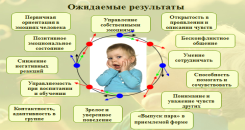 Ожидаемые результаты
Первичная
ориентация в
эмоциях человека
Управление
собственными
эмоциями
Открытость в
проявлении и
описании чувств
Позитивное
эмоциональное
состояние
Бесконфликтное
общение
Снижение
негативных
реакций
Умение
сотрудничать
Управляемость
при воспитании
и обучении
Способность
помогать и
сочувствовать
Контактность,
адаптивность в
группе
Зрелое и
уверенное
поведение
«Выпуск пара» в
приемлемой форме
Понимание и
уважение чувств
других